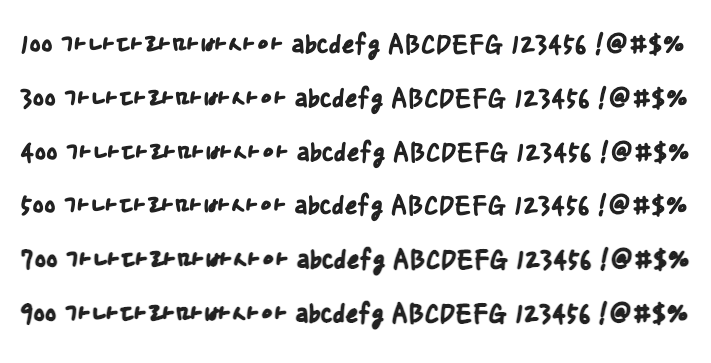 100 가나다라마바사아 abcdefg ABCDEFG 123456 !@#$%
300 가나다라마바사아 abcdefg ABCDEFG 123456 !@#$%
400 가나다라마바사아 abcdefg ABCDEFG 123456 !@#$%
500 가나다라마바사아 abcdefg ABCDEFG 123456 !@#$%
700 가나다라마바사아 abcdefg ABCDEFG 123456 !@#$%
900 가나다라마바사아 abcdefg ABCDEFG 123456 !@#$%